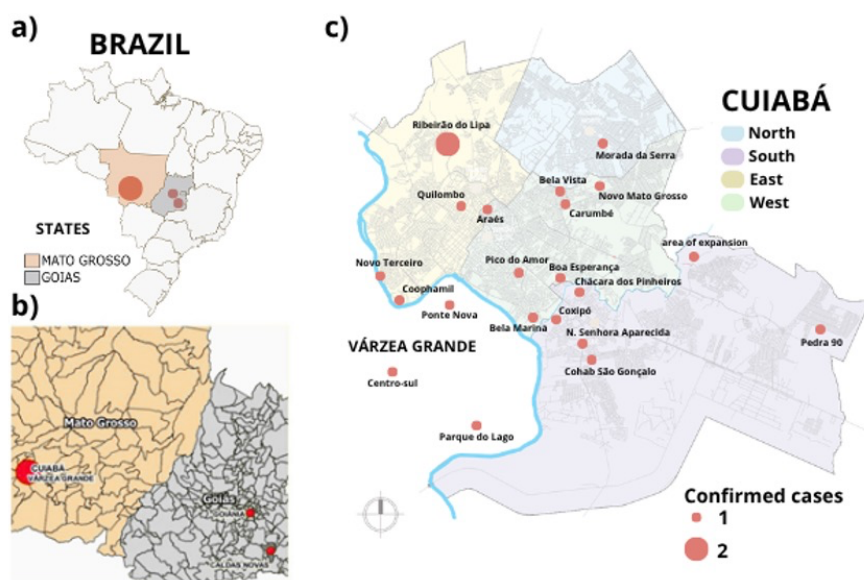 a)
BRAZIL
STATES
MATO GROSSO
GOIAS
b)
Mato Grosso
CUIABÁ
VÁRZEA GRANDE
Goiás
GOIÂNIA
CALDAS NOVAS
c)
CUIABÁ
North
South
East
West
Ribeirão do Lipa
Morada da Serra
Bela Vista
Novo Mato Grosso
Quilombo
Carumbé
Araés
area of expansion
Pico do Amor
Novo Terceiro
Boa Esperança
Chácara dos Pinheiros
Coophamil
Ponte Nova
Coxipó
Bela Marina
N. Senhora Aparecida
Pedra 90
VÁRZEA GRANDE
Cohab São Gonçalo
Centro-sul
Parque do Lago
Confirmed cases
1
2